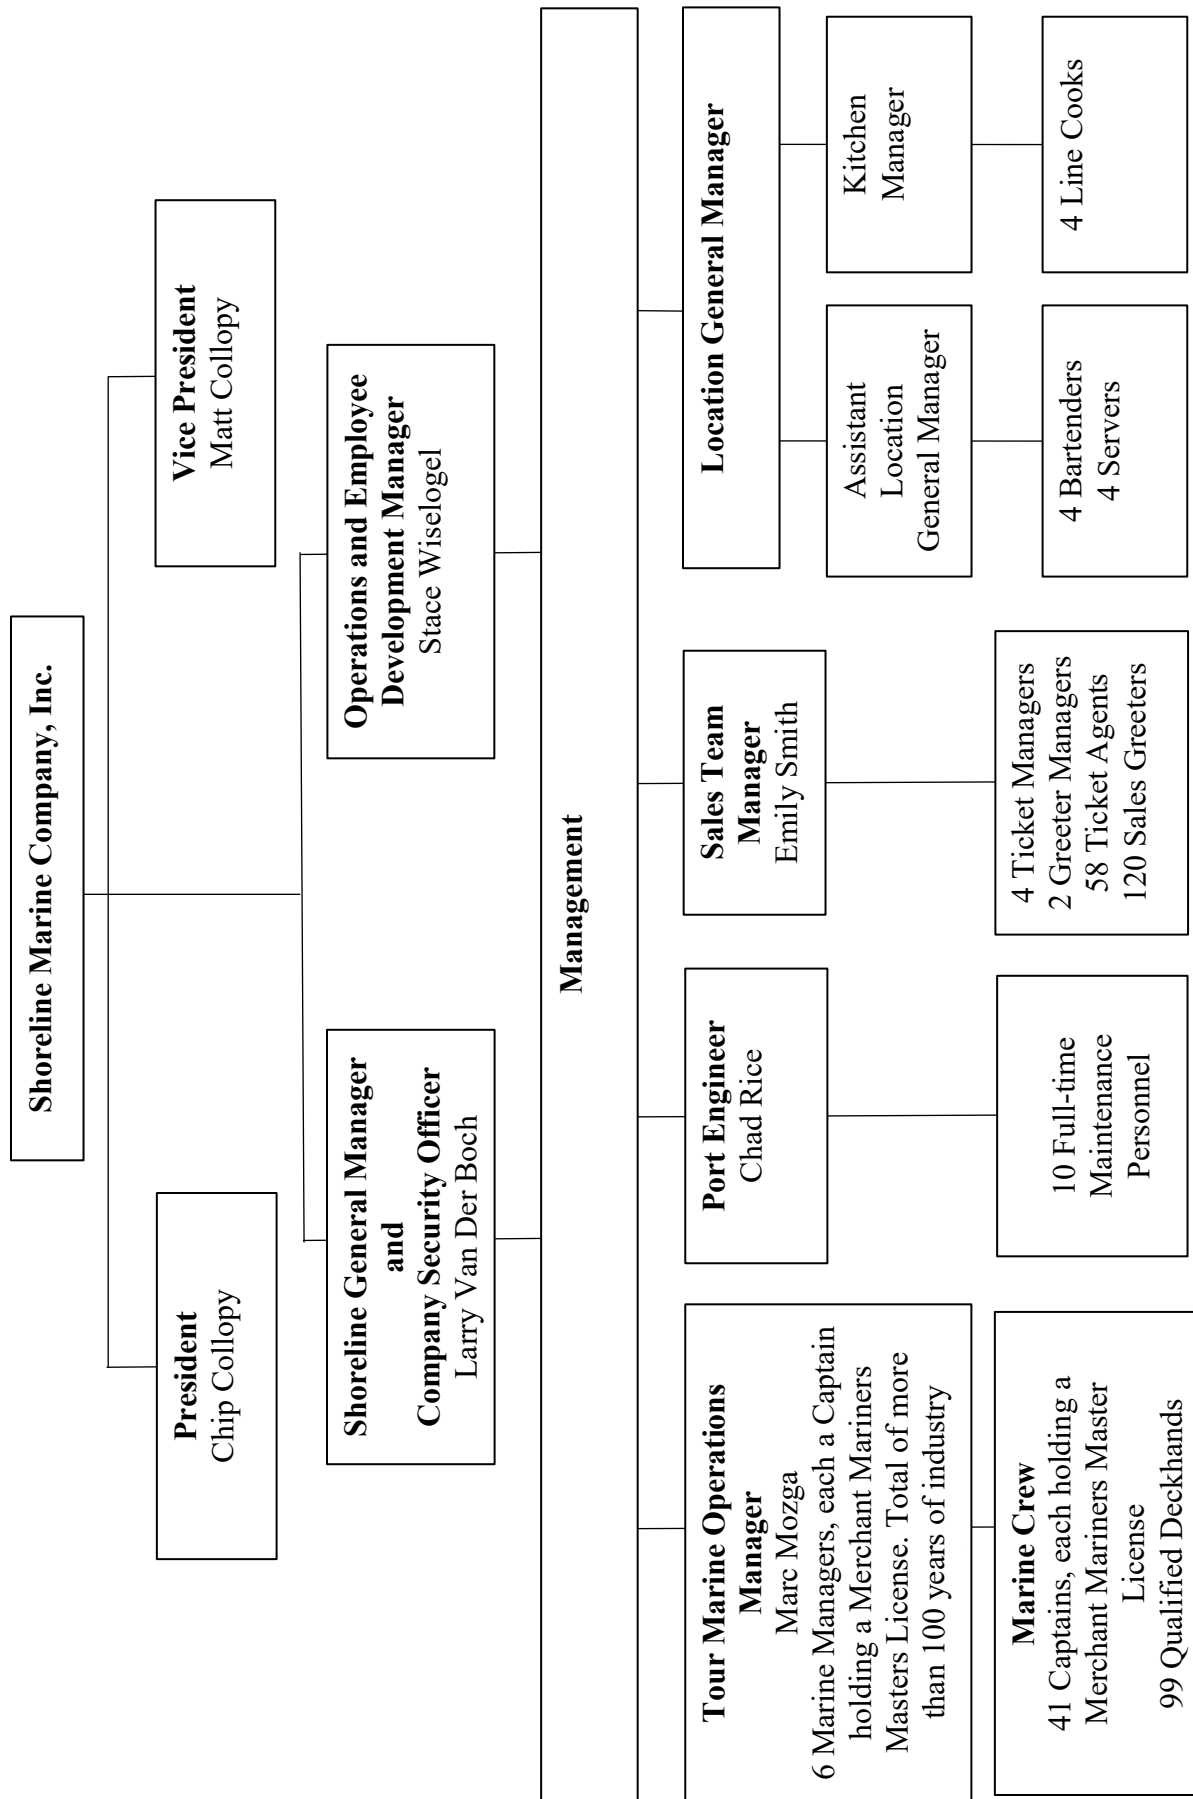 Shoreline Marine Company, Inc.
President
Chip Collopy
Vice President
Matt Collopy
Shoreline General Manager
and
Company Security Officer
Larry Van Der Boch
Operations and Employee
Development Manager
Stace Wiselogel
Management
Tour Marine Operations
Manager
Marc Mozga
6 Marine Managers, each a Captain
holding a Merchant Mariners
Masters License. Total of more
than 100 years of industry
Port Engineer
Chad Rice
Sales Team
Manager
Emily Smith
Location General Manager
Assistant
Location
General Manager
Kitchen
Manager
Marine Crew
41 Captains, each holding a
Merchant Mariners Master
License
99 Qualified Deckhands
10 Full-time
Maintenance
Personnel
4 Ticket Managers
2 Greeter Managers
58 Ticket Agents
120 Sales Greeters
4 Bartenders
4 Servers
4 Line Cooks